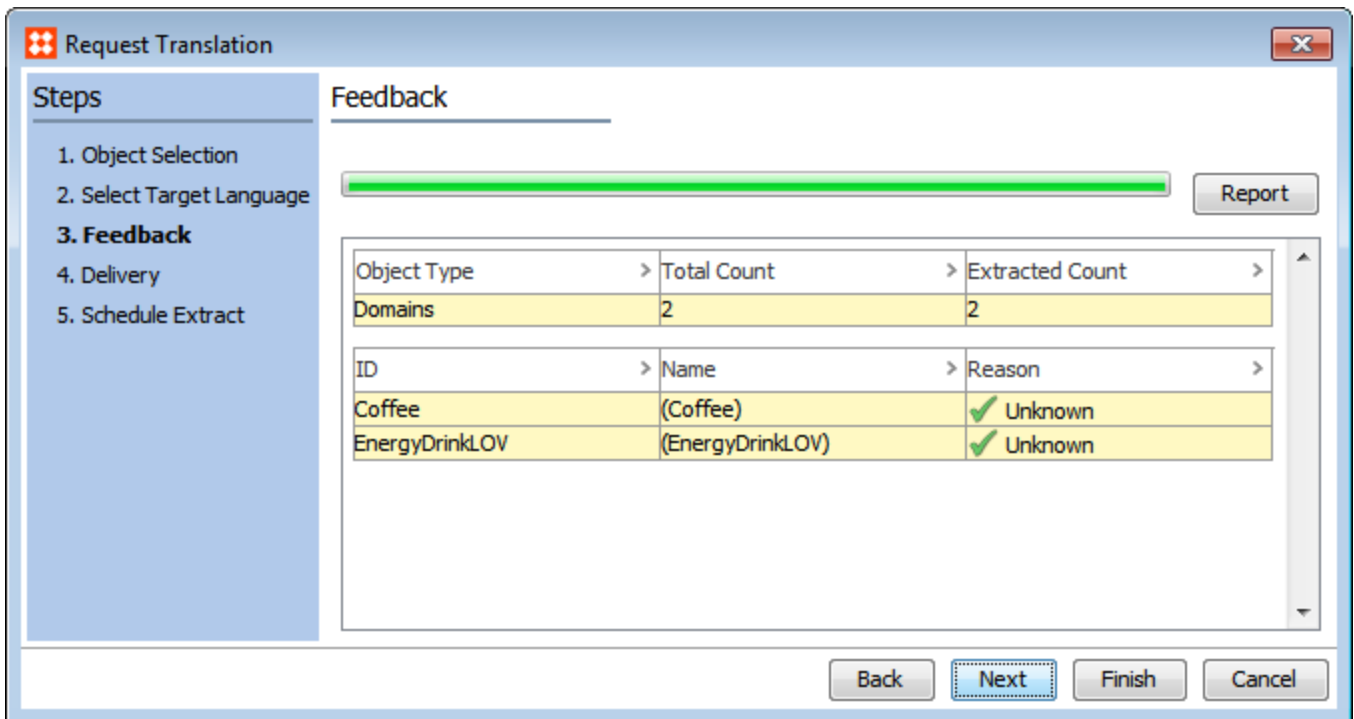 Request Translation
Steps
1. Object Selection
2. Select Target Language
3. Feedback
4. Delivery
5. Schedule Extract
Feedback
Report
Object Type > Total Count > Extracted Count >
Domains 2 2
ID > Name > Reason >
Coffee (Coffee) Unknown
EnergyDrinkLOV (EnergyDrinkLOV) Unknown
Back Next Finish Cancel